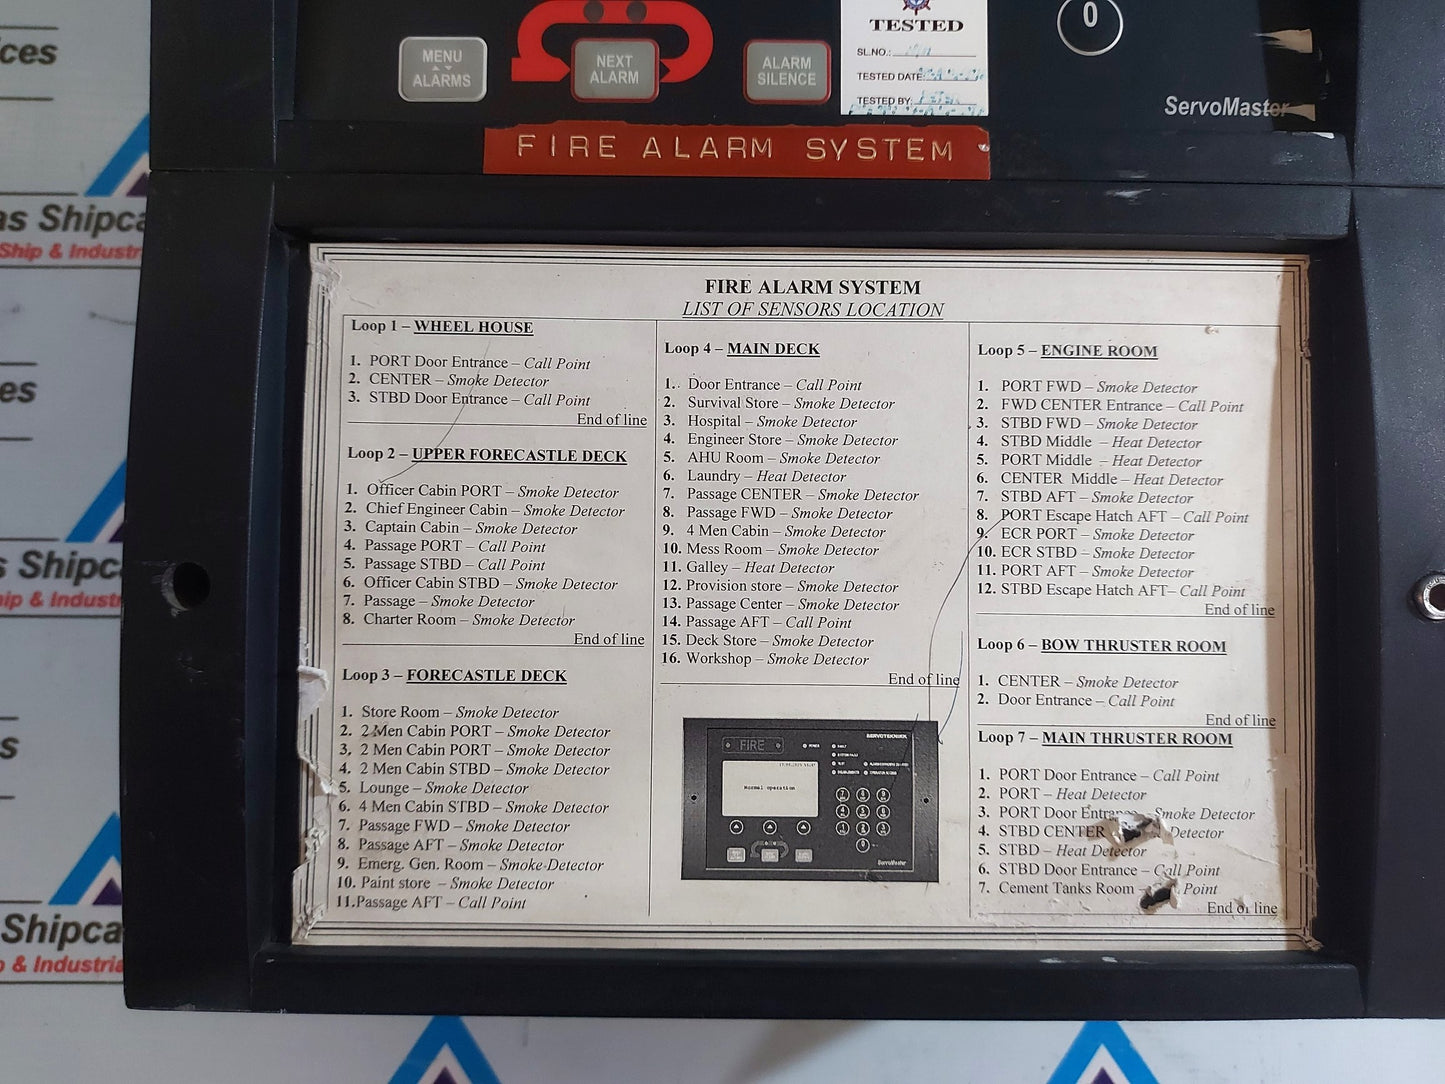 MENU
ALARMS
NEXT
ALARM
ALARM
SILENCE
TESTED
SL.NO.:
TESTED DATE:
TESTED BY:
0
ServoMaster
FIRE ALARM SYSTEM
FIRE ALARM SYSTEM
LIST OF SENSORS LOCATION
Loop 1 – WHEEL HOUSE
1. PORT Door Entrance – Call Point
2. CENTER – Smoke Detector
3. STBD Door Entrance – Call Point
End of line
Loop 2 – UPPER FORECASTLE DECK
1. Officer Cabin PORT – Smoke Detector
2. Chief Engineer Cabin – Smoke Detector
3. Captain Cabin – Smoke Detector
4. Passage PORT – Call Point
5. Passage STBD – Call Point
6. Officer Cabin STBD – Smoke Detector
7. Passage – Smoke Detector
8. Charter Room – Smoke Detector
End of line
Loop 3 – FORECASTLE DECK
1. Store Room – Smoke Detector
2. 2 Men Cabin PORT – Smoke Detector
3. 2 Men Cabin PORT – Smoke Detector
4. 2 Men Cabin STBD – Smoke Detector
5. Lounge – Smoke Detector
6. 4 Men Cabin STBD – Smoke Detector
7. Passage FWD – Smoke Detector
8. Passage AFT – Smoke Detector
9. Emerg. Gen. Room – Smoke Detector
10. Paint store – Smoke Detector
11. Passage AFT – Call Point
Loop 4 – MAIN DECK
1. Door Entrance – Call Point
2. Survival Store – Smoke Detector
3. Hospital – Smoke Detector
4. Engineer Store – Smoke Detector
5. AHU Room – Smoke Detector
6. Laundry – Heat Detector
7. Passage CENTER – Smoke Detector
8. Passage FWD – Smoke Detector
9. 4 Men Cabin – Smoke Detector
10. Mess Room – Smoke Detector
11. Galley – Heat Detector
12. Provision store – Smoke Detector
13. Passage Center – Smoke Detector
14. Passage AFT – Call Point
15. Deck Store – Smoke Detector
16. Workshop – Smoke Detector
End of line
FIRE
SERVOTEKNIKK
Normal operation
ServoMaster
Loop 5 – ENGINE ROOM
1. PORT FWD – Smoke Detector
2. FWD CENTER Entrance – Call Point
3. STBD FWD – Smoke Detector
4. STBD Middle – Heat Detector
5. PORT Middle – Heat Detector
6. CENTER Middle – Heat Detector
7. STBD AFT – Smoke Detector
8. PORT Escape Hatch AFT – Call Point
9. ECR PORT – Smoke Detector
10. ECR STBD – Smoke Detector
11. PORT AFT – Smoke Detector
12. STBD Escape Hatch AFT– Call Point
End of line
Loop 6 – BOW THRUSTER ROOM
1. CENTER – Smoke Detector
2. Door Entrance – Call Point
End of line
Loop 7 – MAIN THRUSTER ROOM
1. PORT Door Entrance – Call Point
2. PORT – Heat Detector
3. PORT Door Entrance – Smoke Detector
4. STBD CENTER Detector
5. STBD – Heat Detector
6. STBD Door Entrance – Call Point
7. Cement Tanks Room – Point
End of line